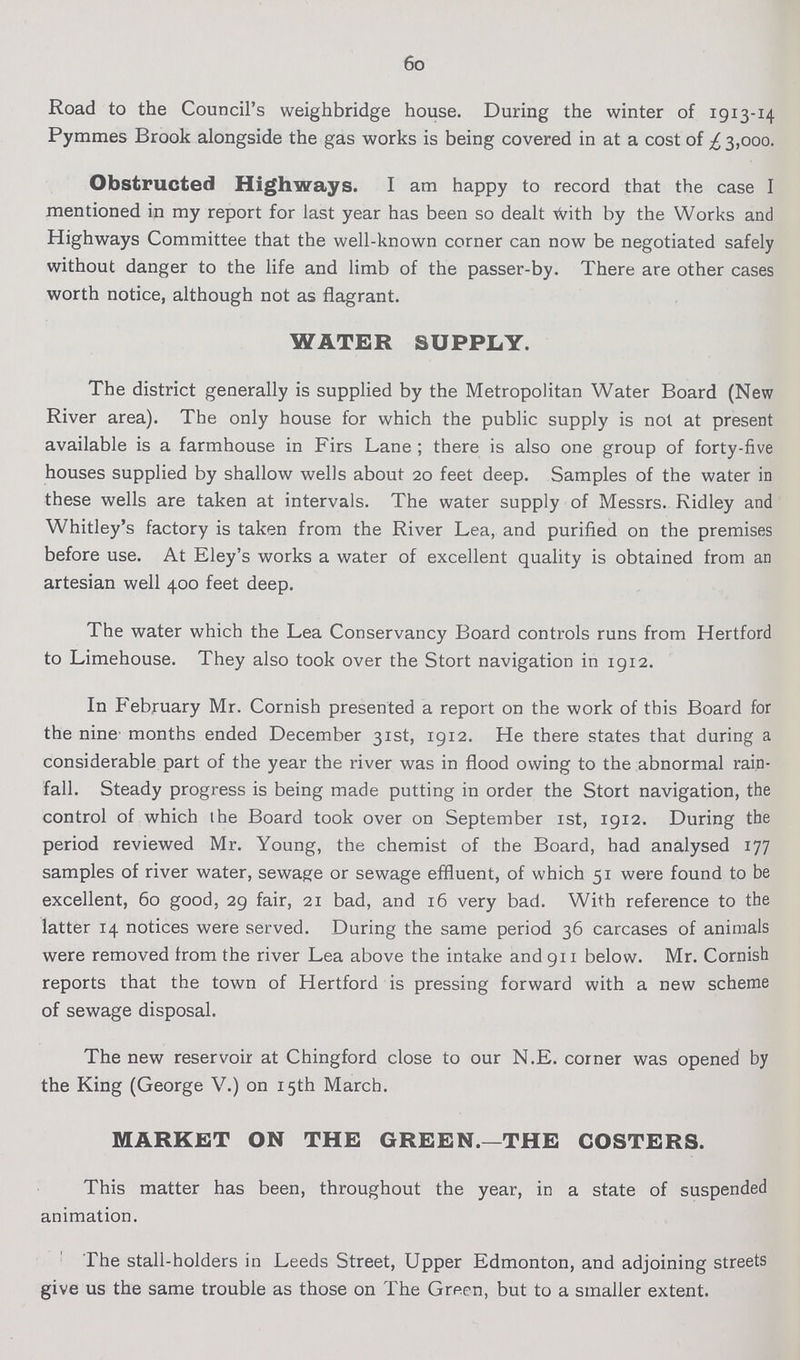 60
Road to the Council's weighbridge house. During the winter of 1913-14
Pymmes Brook alongside the gas works is being covered in at a cost of £3,000.
Obstructed Highways. I am happy to record that the case I
mentioned in my report for last year has been so dealt with by the Works and
Highways Committee that the well-known corner can now be negotiated safely
without danger to the life and limb of the passer-by. There are other cases
worth notice, although not as flagrant.
WATER SUPPLY.
The district generally is supplied by the Metropolitan Water Board (New
River area). The only house for which the public supply is not at present
available is a farmhouse in Firs Lane; there is also one group of forty-five
houses supplied by shallow wells about 20 feet deep. Samples of the water in
these wells are taken at intervals. The water supply of Messrs. Ridley and
Whitley's factory is taken from the River Lea, and purified on the premises
before use. At Eley's works a water of excellent quality is obtained from an
artesian well 400 feet deep.
The water which the Lea Conservancy Board controls runs from Hertford
to Limehouse. They also took over the Stort navigation in 1912.
In February Mr. Cornish presented a report on the work of this Board for
the nine months ended December 31st, 1912. He there states that during a
considerable part of the year the river was in flood owing to the abnormal rain-
fall. Steady progress is being made putting in order the Stort navigation, the
control of which the Board took over on September 1st, 1912. During the
period reviewed Mr. Young, the chemist of the Board, had analysed 177
samples of river water, sewage or sewage effluent, of which 51 were found to be
excellent, 60 good, 29 fair, 21 bad, and 16 very bad. With reference to the
latter 14 notices were served. During the same period 36 carcases of animals
were removed from the river Lea above the intake and 911 below. Mr. Cornish
reports that the town of Hertford is pressing forward with a new scheme
of sewage disposal.
The new reservoir at Chingford close to our N.E. corner was opened by
the King (George V.) on 15th March.
MARKET ON THE GREEN.—THE COSTERS.
This matter has been, throughout the year, in a state of suspended
animation.
The stall-holders in Leeds Street, Upper Edmonton, and adjoining streets
give us the same trouble as those on The Green, but to a smaller extent.